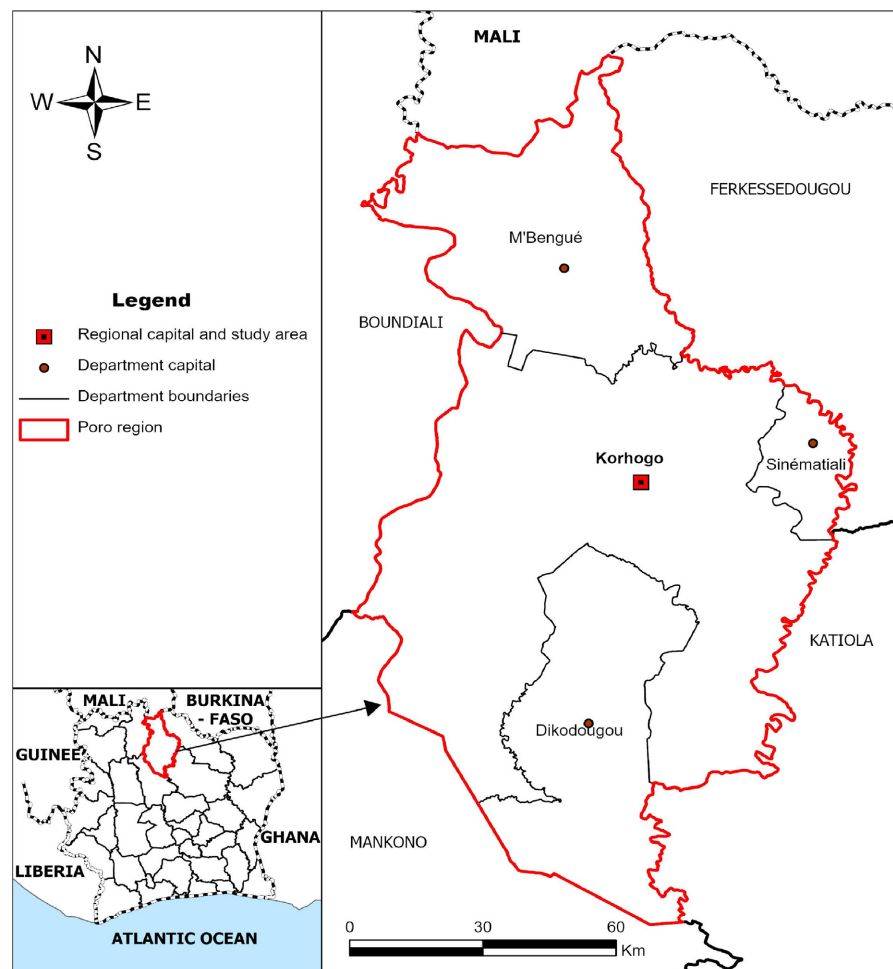 N
W E
S
Legend
Regional capital and study area
Department capital
Department boundaries
Poro region
MALI
FERKESSEDOUGOU
M'Bengué
BOUNDIALI
Korhogo
Sinématiali
KATIOLA
Dikodougou
MANKONO
0 30 60
Km
MALI
BURKINA
- FASO
GUINEE
GHANA
LIBERIA
ATLANTIC OCEAN